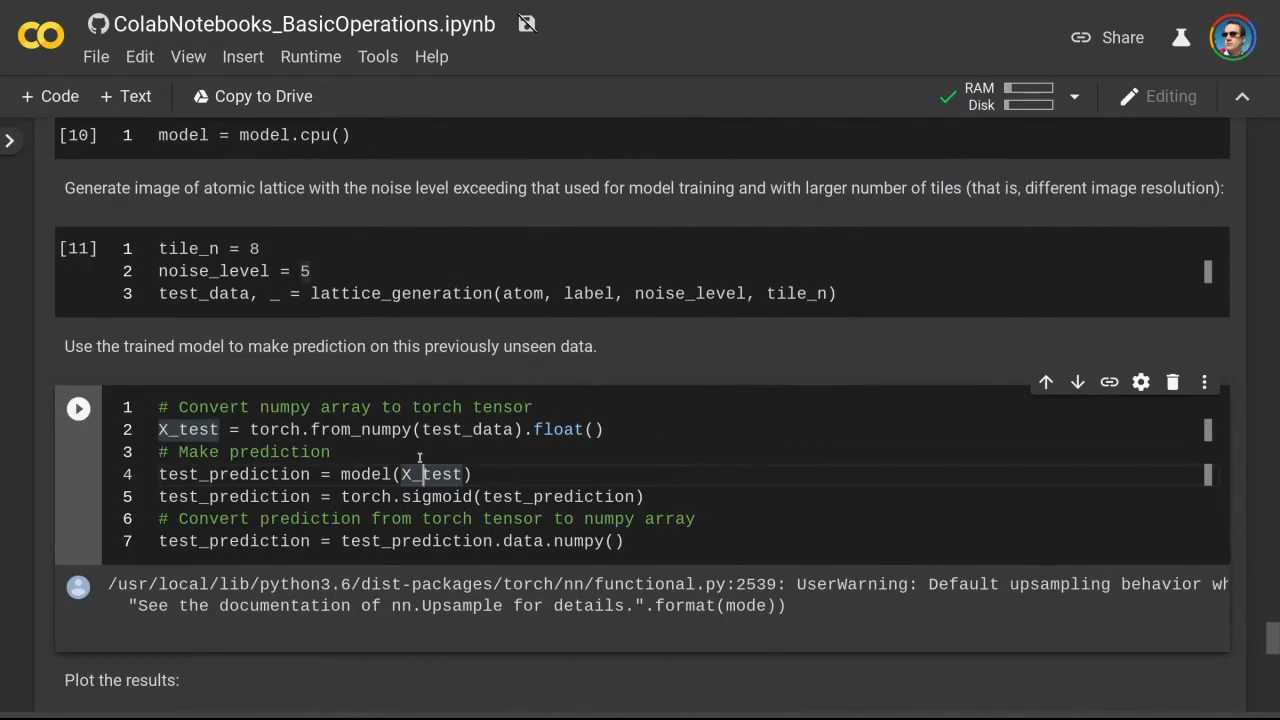 ColabNotebooks_BasicOperations.ipynb
File Edit View Insert Runtime Tools Help
Share
+ Code + Text Copy to Drive
RAM
Disk
Editing
[10] 1 model = model.cpu()
Generate image of atomic lattice with the noise level exceeding that used for model training and with larger number of tiles (that is, different image resolution):
[11] 1 tile_n = 8
2 noise_level = 5
3 test_data, _ = lattice_generation(atom, label, noise_level, tile_n)
Use the trained model to make prediction on this previously unseen data.
1 # Convert numpy array to torch tensor
2 X_test = torch.from_numpy(test_data).float()
3 # Make prediction
4 test_prediction = model(X_test)
5 test_prediction = torch.sigmoid(test_prediction)
6 # Convert prediction from torch tensor to numpy array
7 test_prediction = test_prediction.data.numpy()
/usr/local/lib/python3.6/dist-packages/torch/nn/functional.py:2539: UserWarning: Default upsampling behavior wh
"See the documentation of nn.Upsample for details.".format(mode))
Plot the results: